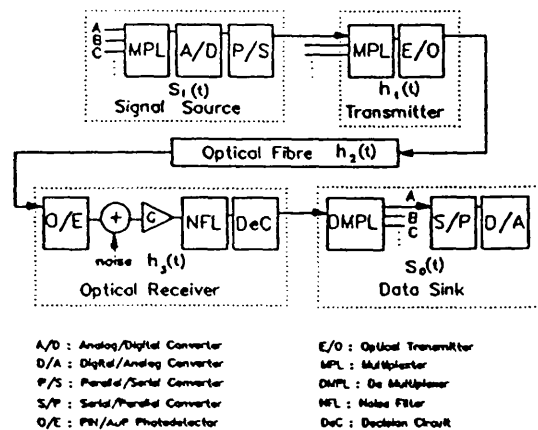 A
B
C
MPL
A/D
P/S
S₁(t)
Signal Source
MPL
E/O
h₁(t)
Transmitter
Optical Fibre h₂(t)
O/E
+
G
NFL
DeC
noise
h₃(t)
Optical Receiver
DMPL
A
B
C
S/P
D/A
S₀(t)
Data Sink
A/D : Analog/Digital Converter
D/A : Digital/Analog Converter
P/S : Parallel/Serial Converter
S/P : Serial/Parallel Converter
O/E : PIN/AvP Photodetector
E/O : Optical Transmitter
MPL : Multiplexter
DMPL : De Multiplexer
NFL : Noise Filter
DeC : Decision Circuit